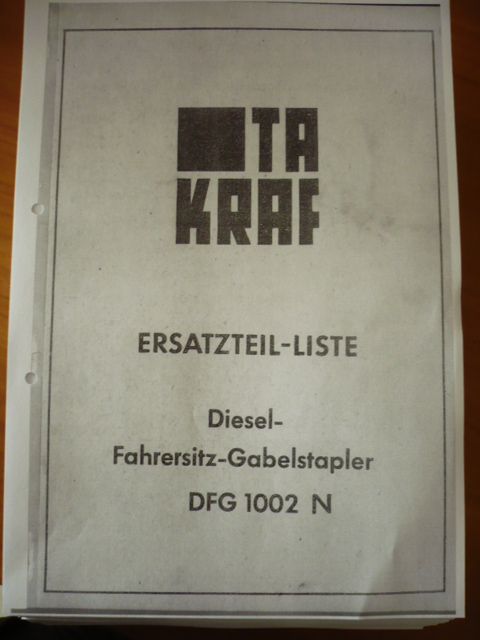 TA
KRAF
ERSATZTEIL-LISTE
Diesel-
Fahrersitz-Gabelstapler
DFG 1002 N